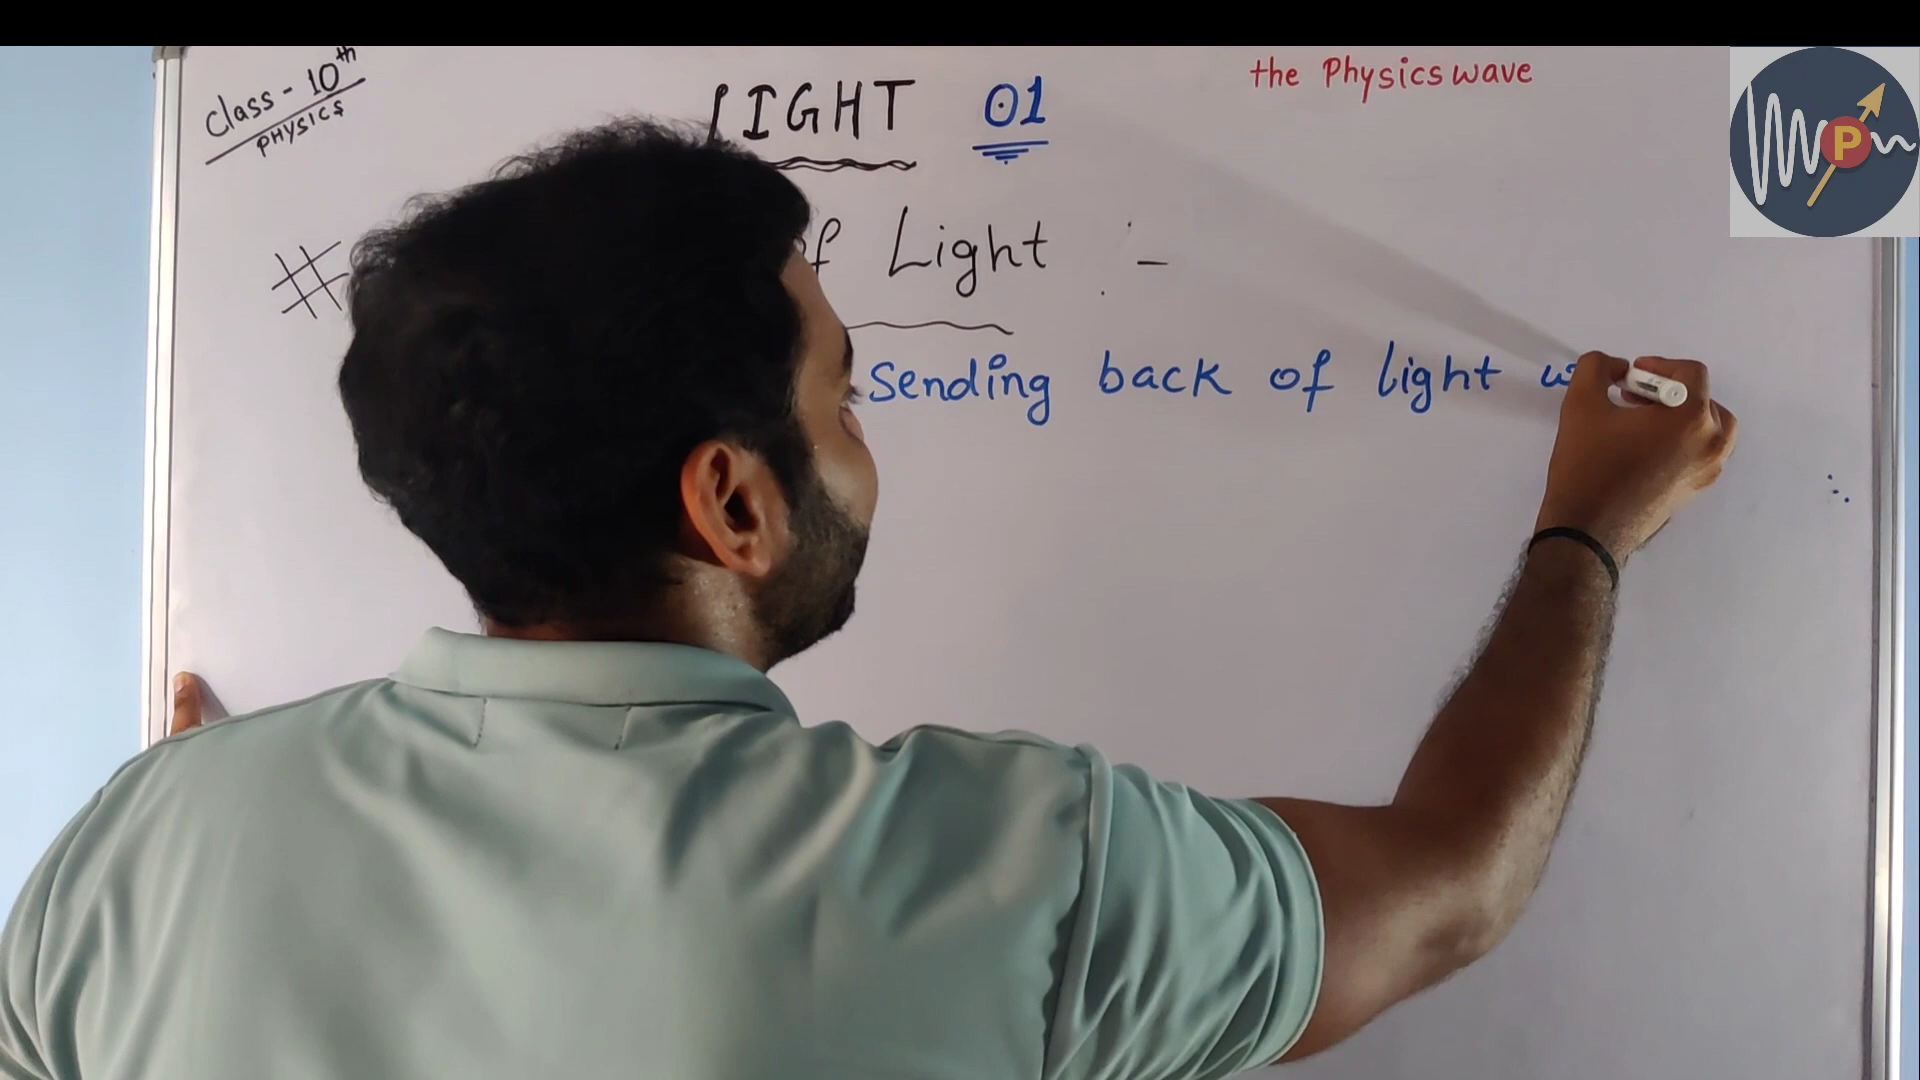 Class - 10th
PHYSICS
LIGHT 01
the Physics wave
P
# of Light :-
Sending back of light w